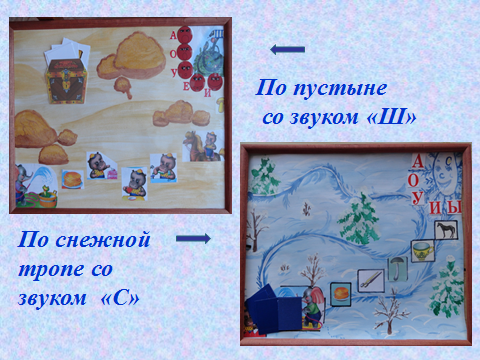 А
О
У
Е И
По пустыне
со звуком «Ш»
А С
О
У И Ы
По снежной
тропе со
звуком «С»